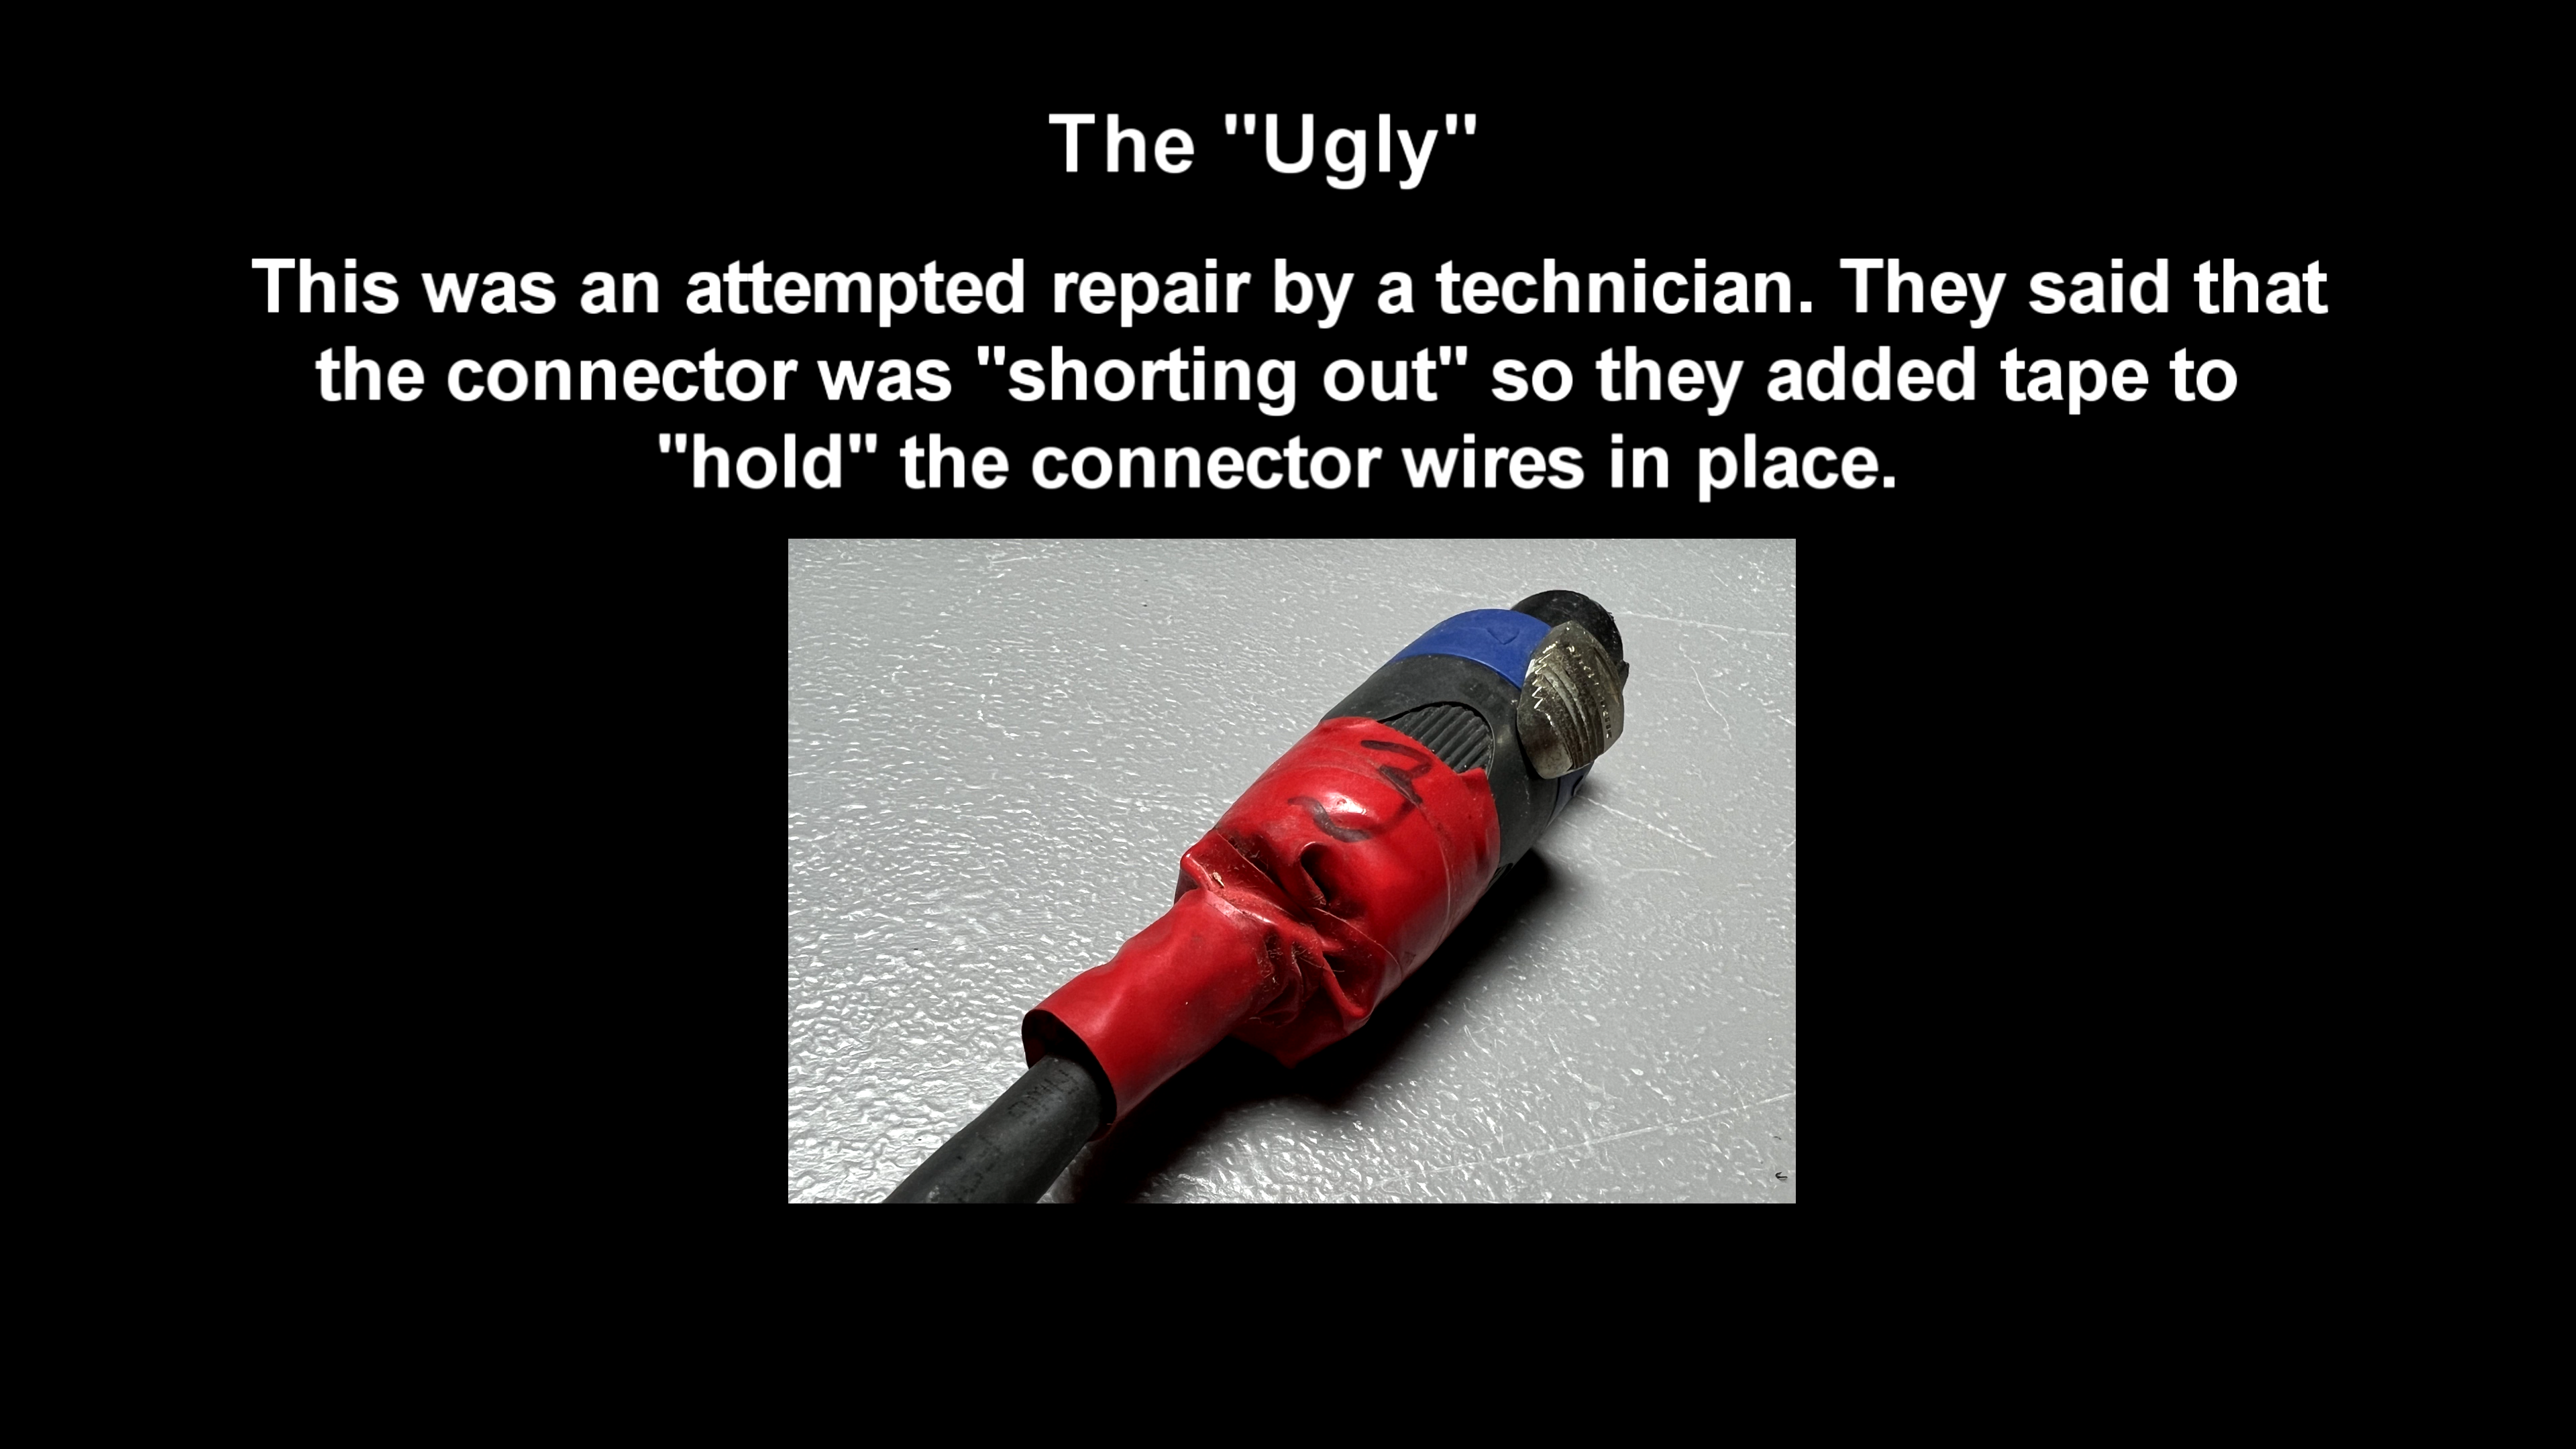 The "Ugly"
This was an attempted repair by a technician. They said that
the connector was "shorting out" so they added tape to
"hold" the connector wires in place.